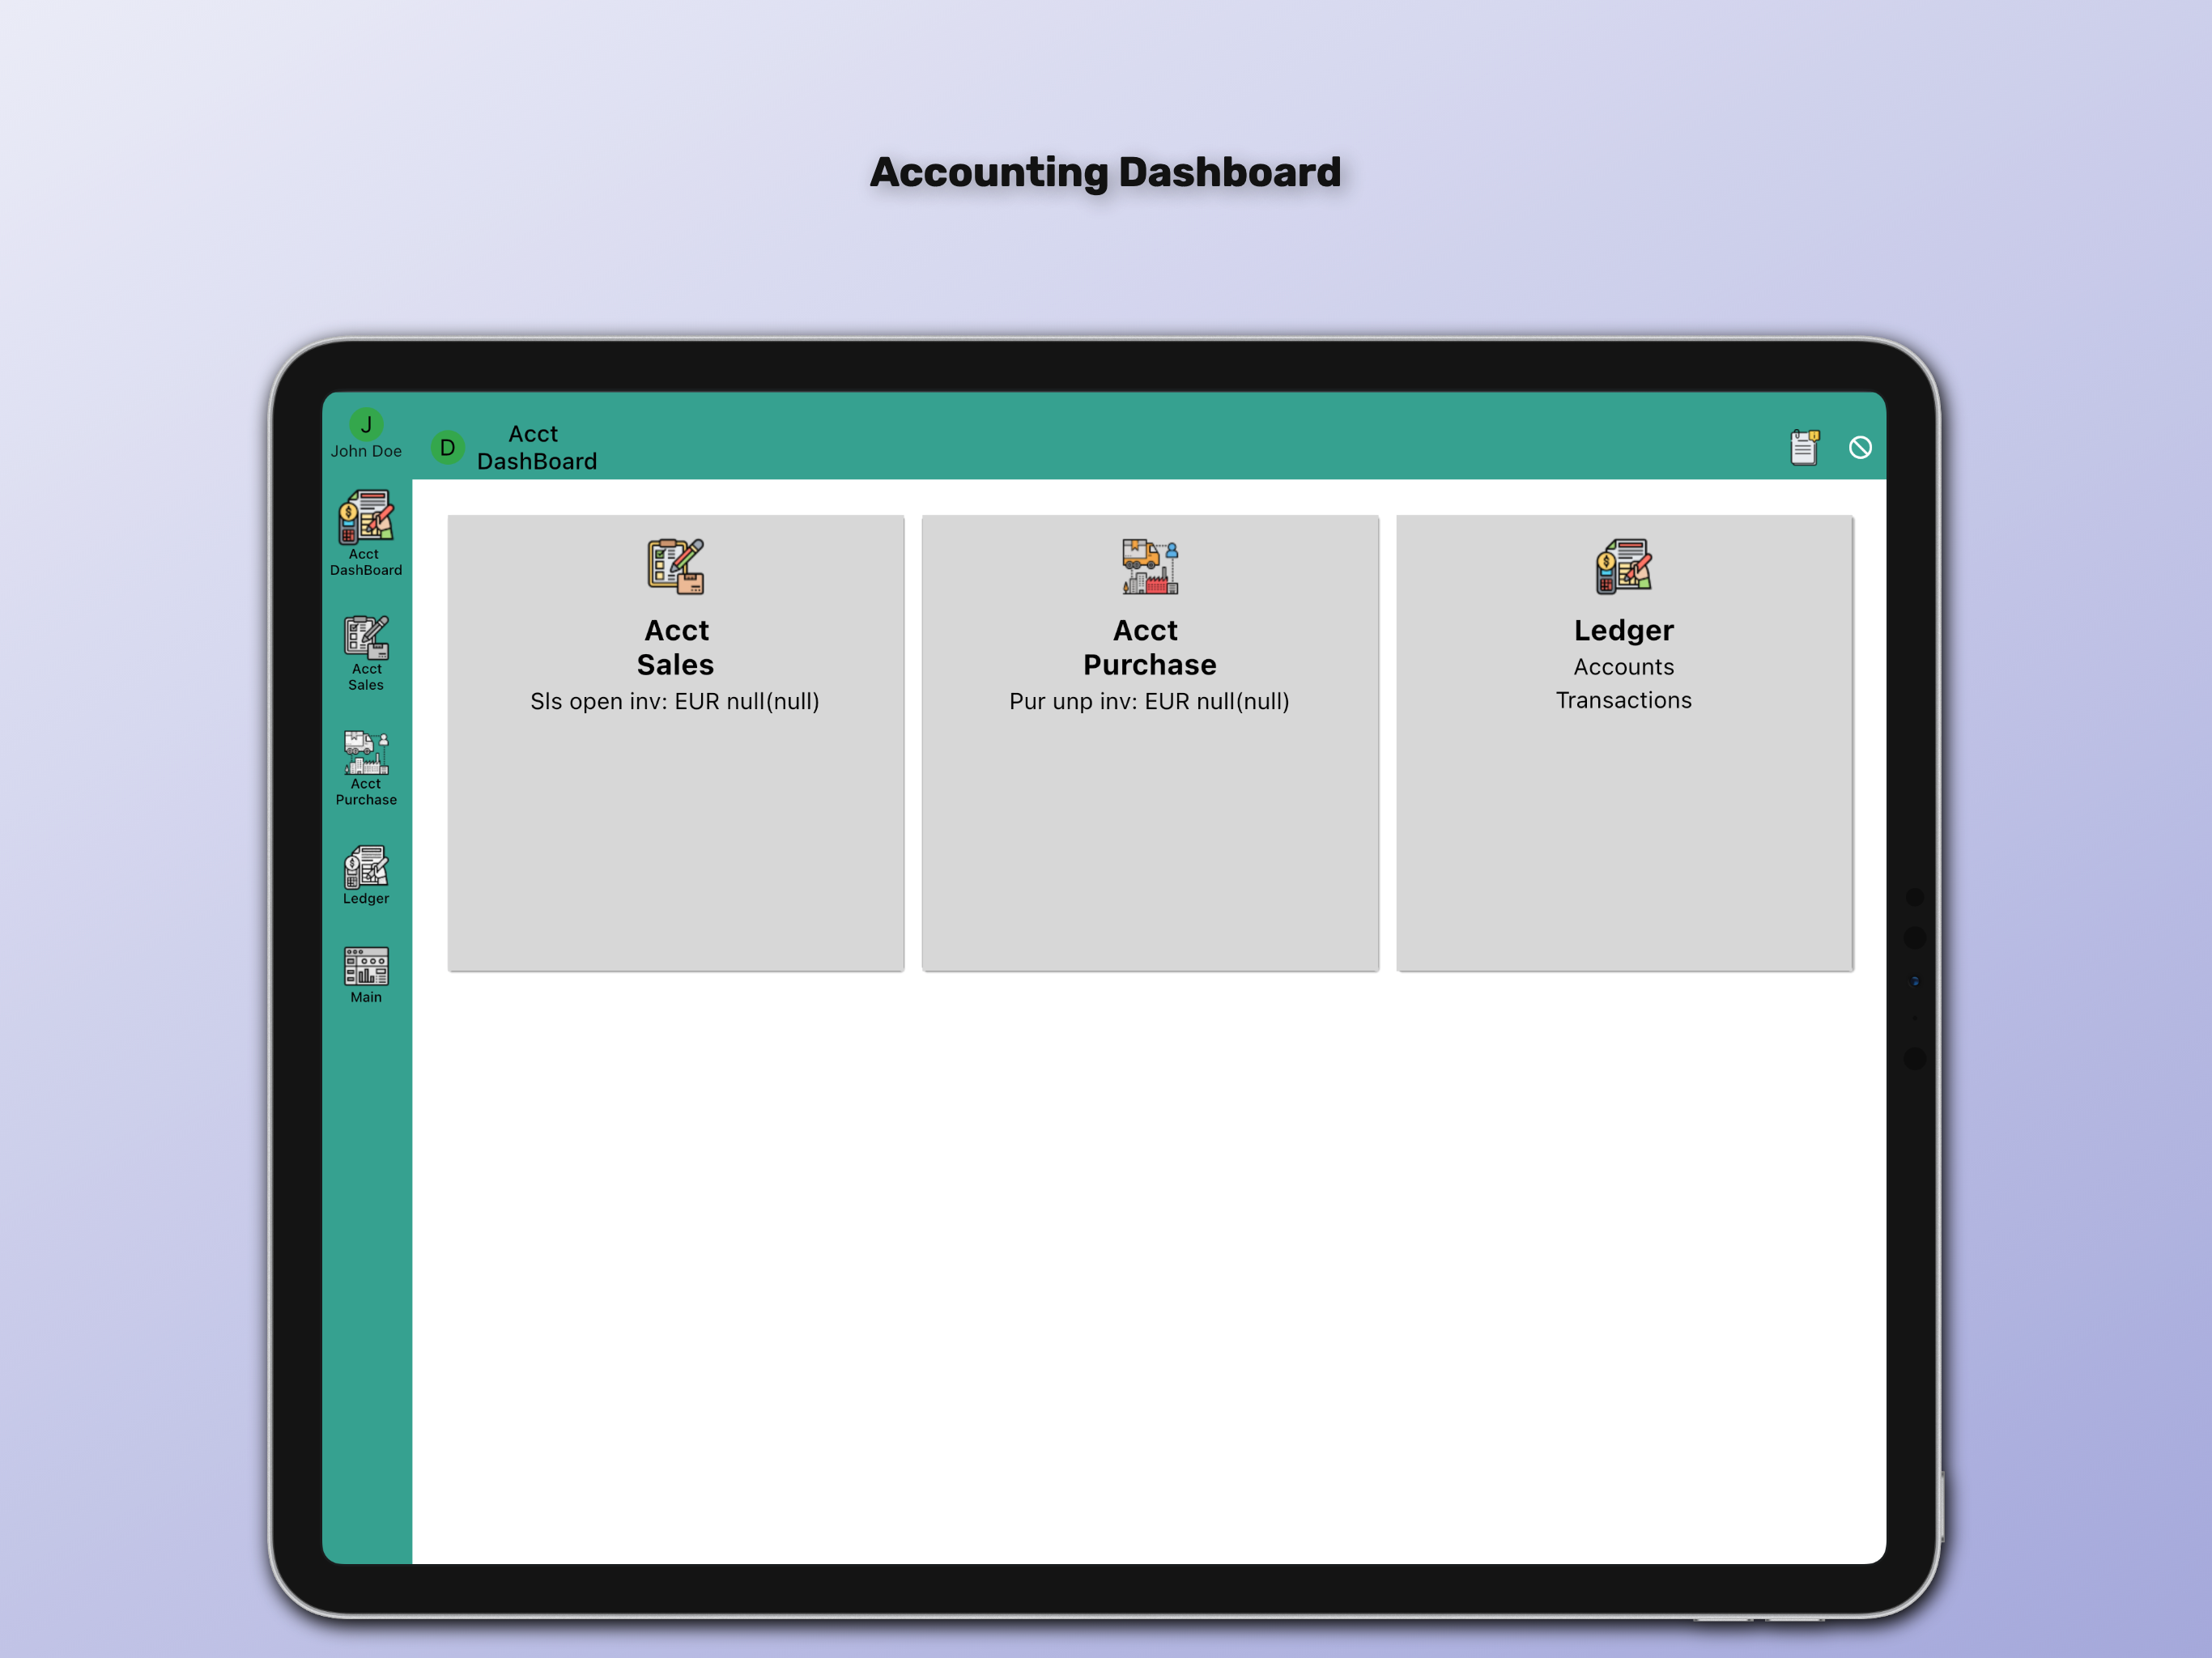 Accounting Dashboard
J
John Doe
D
Acct
DashBoard
Acct
DashBoard
Acct
Sales
Acct
Purchase
Ledger
Main
Acct
Sales
Sls open inv: EUR null(null)
Acct
Purchase
Pur unp inv: EUR null(null)
Ledger
Accounts
Transactions